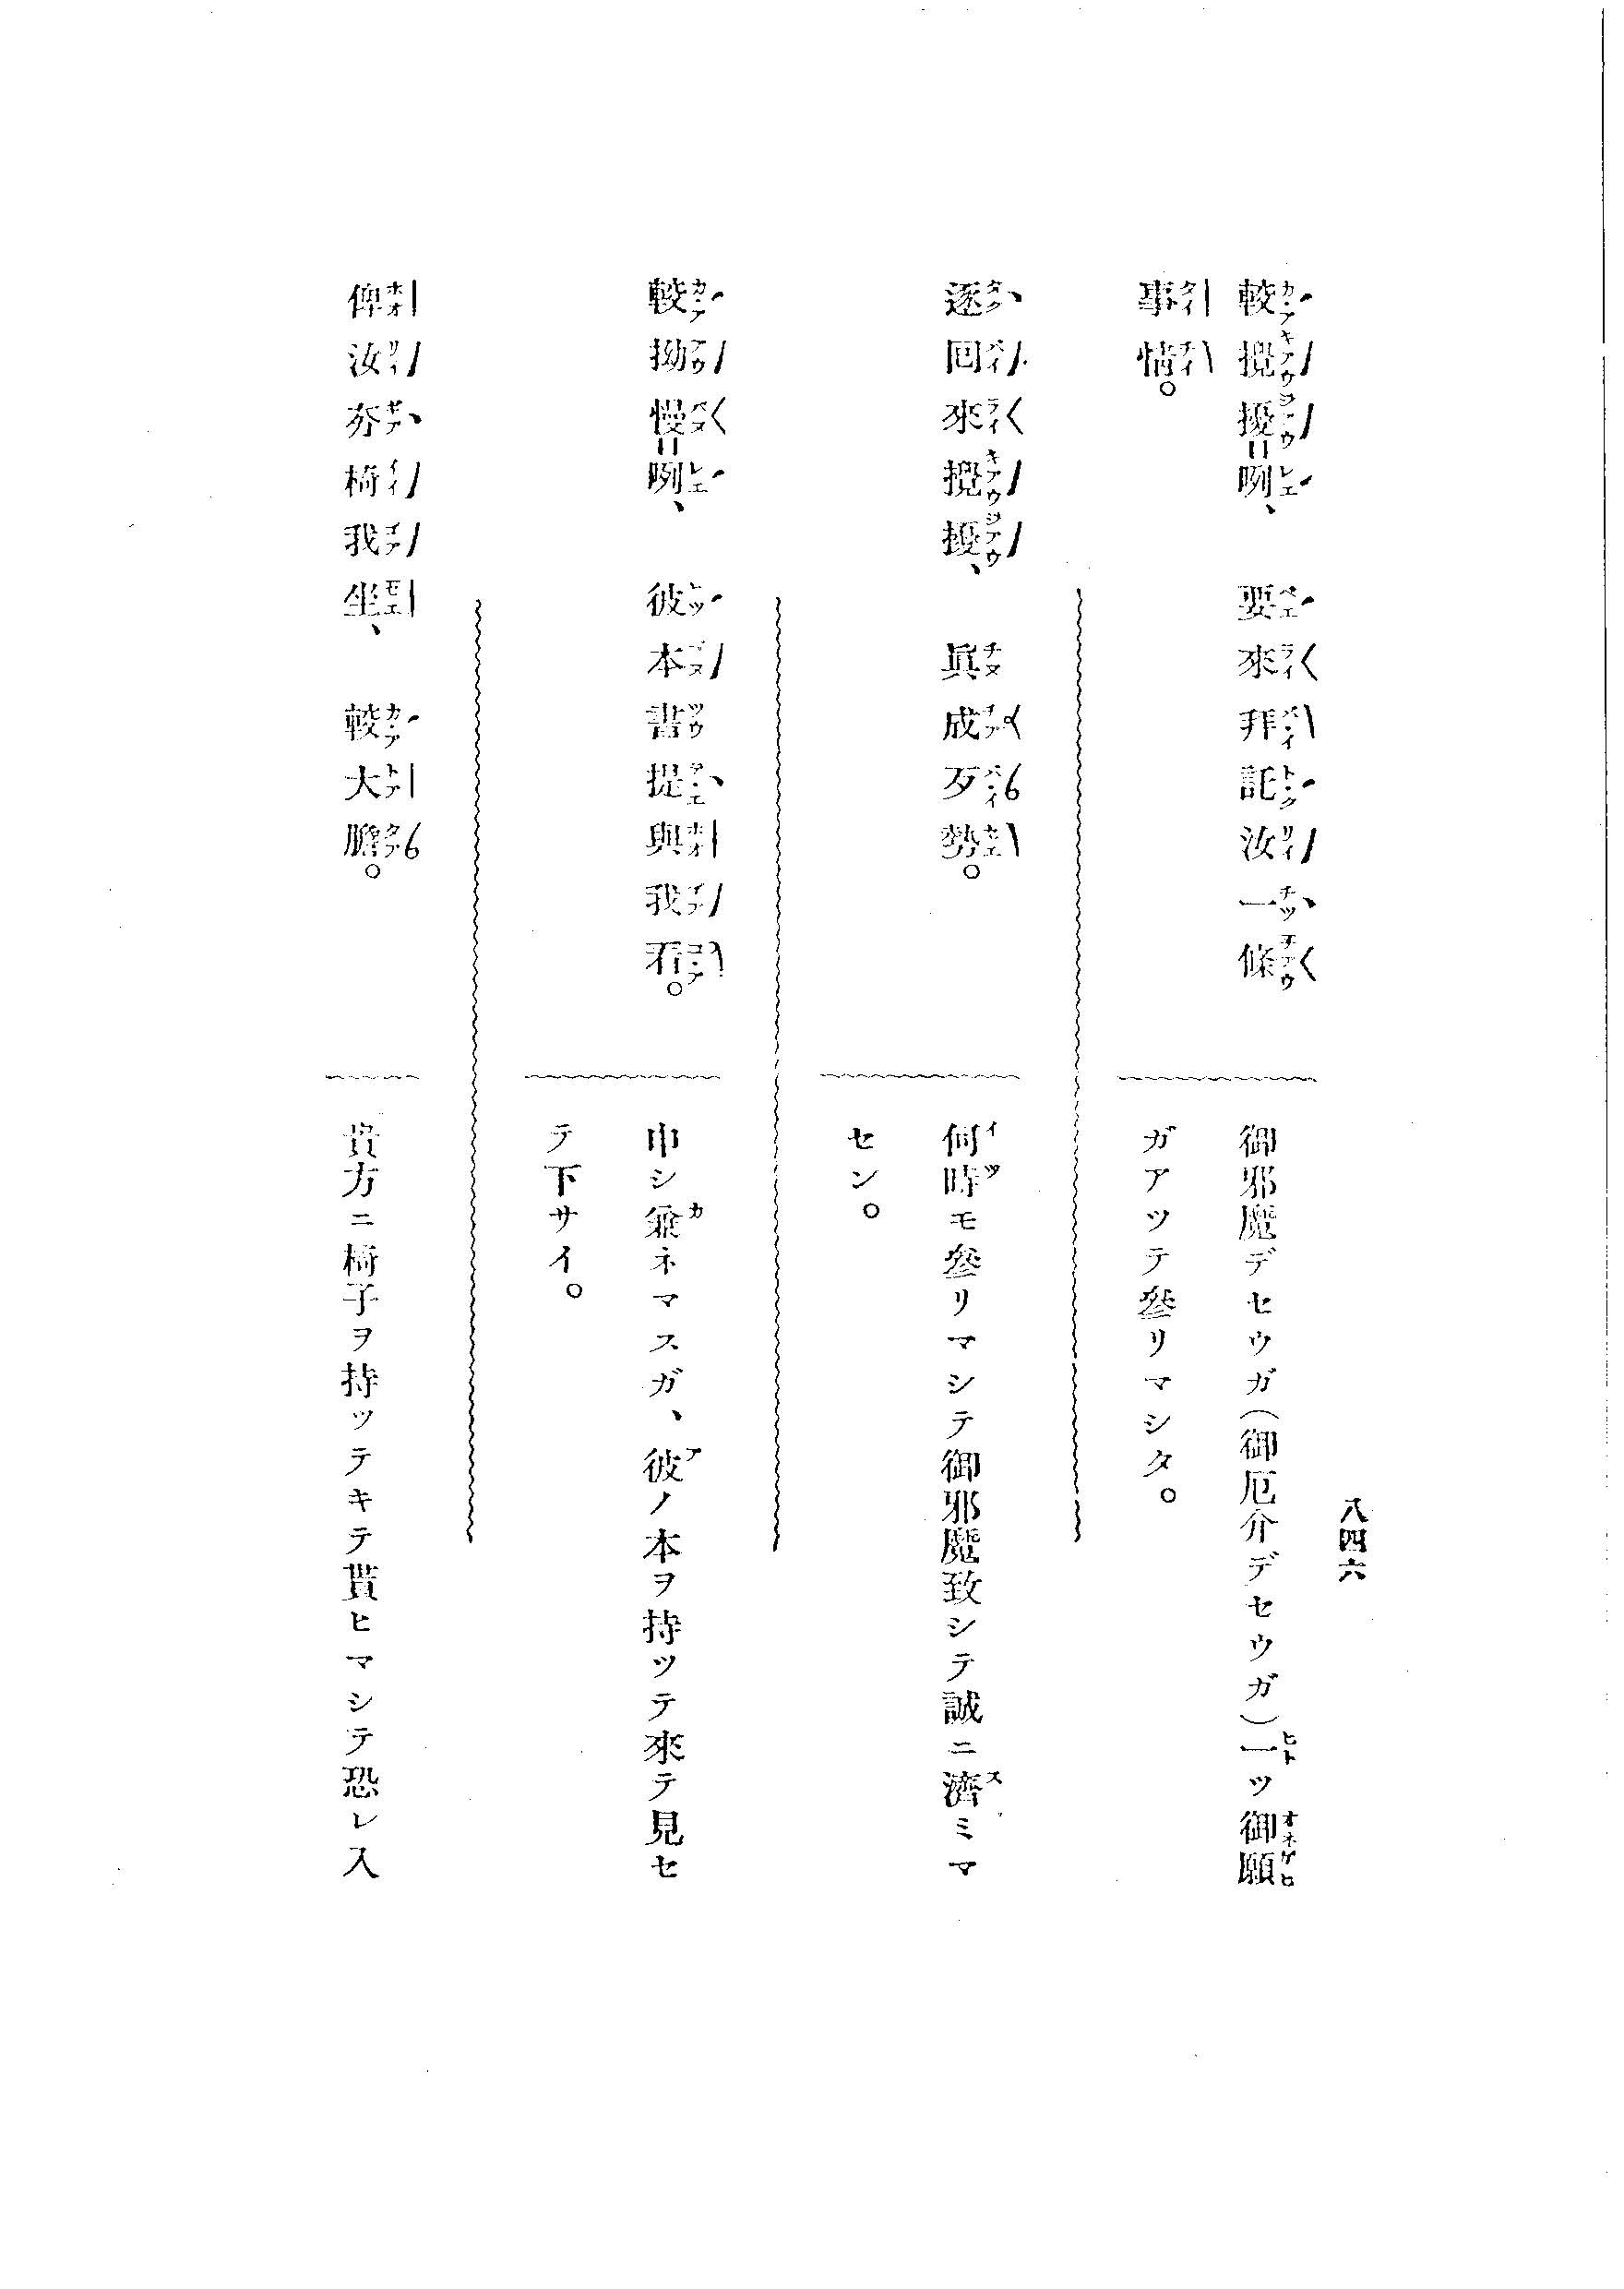 八四六
較攪擾=咧、要來拜託汝一條
事情。
御邪魔デセウガ（御厄介デセウガ）一ツ御願
ガアツテ參リマシタ。
逐回來攪擾、眞成歹勢。
何時モ參リマシテ御邪魔致シテ誠ニ濟ミマ
セン。
較拗慢=咧、彼本書提與我看。
申シ兼ネマスガ、彼ノ本ヲ持ツテ來テ見セ
テ下サイ。
俾汝夯椅我坐、較大膽。
貴方ニ椅子ヲ持ツテキテ貰ヒマシテ恐レ入